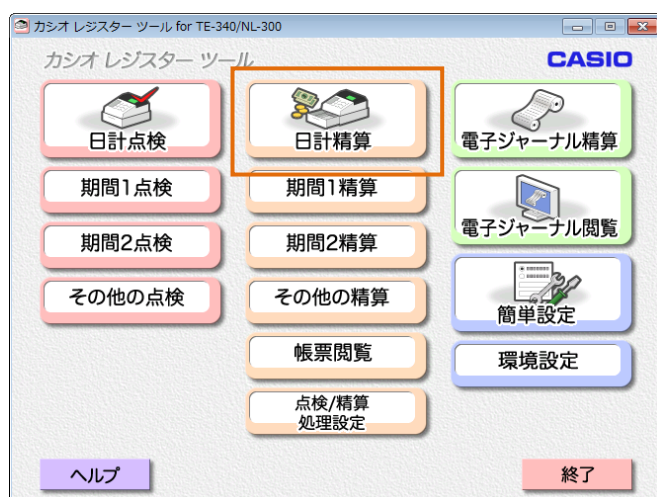 カシオ レジスター ツール for TE-340/NL-300
カシオ レジスター ツール
CASIO
日計点検
日計精算
電子ジャーナル精算
期間1点検
期間1精算
電子ジャーナル閲覧
期間2点検
期間2精算
その他の点検
その他の精算
簡単設定
帳票閲覧
環境設定
点検/精算
処理設定
ヘルプ
終了